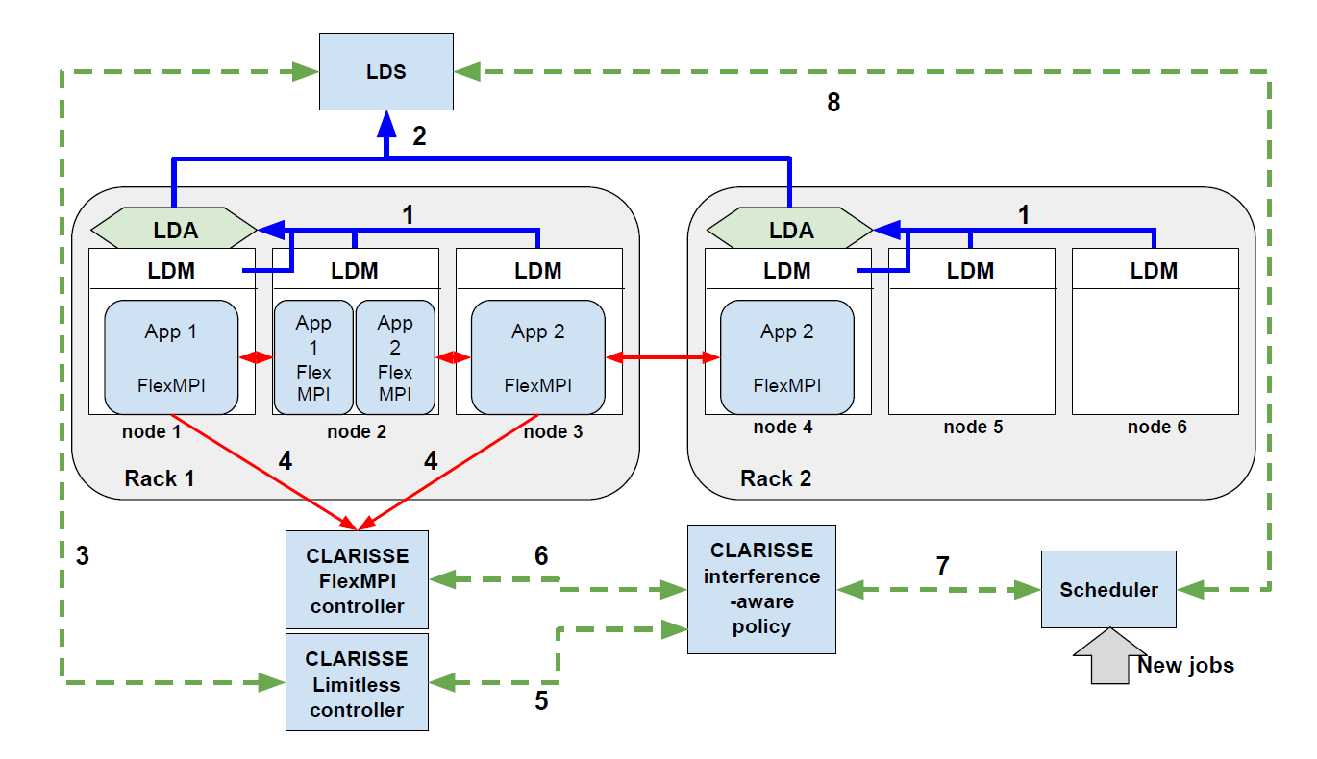 LDS
8
2
1
1
LDA
LDA
LDM
LDM
LDM
LDM
LDM
LDM
App 1
FlexMPI
App
1
Flex
MPI
App
2
Flex
MPI
App 2
FlexMPI
App 2
FlexMPI
node 1
node 2
node 3
node 4
node 5
node 6
4
4
Rack 1
Rack 2
3
CLARISSE
FlexMPI
controller
6
CLARISSE
interference
-aware
policy
7
Scheduler
New jobs
CLARISSE
Limitless
controller
5